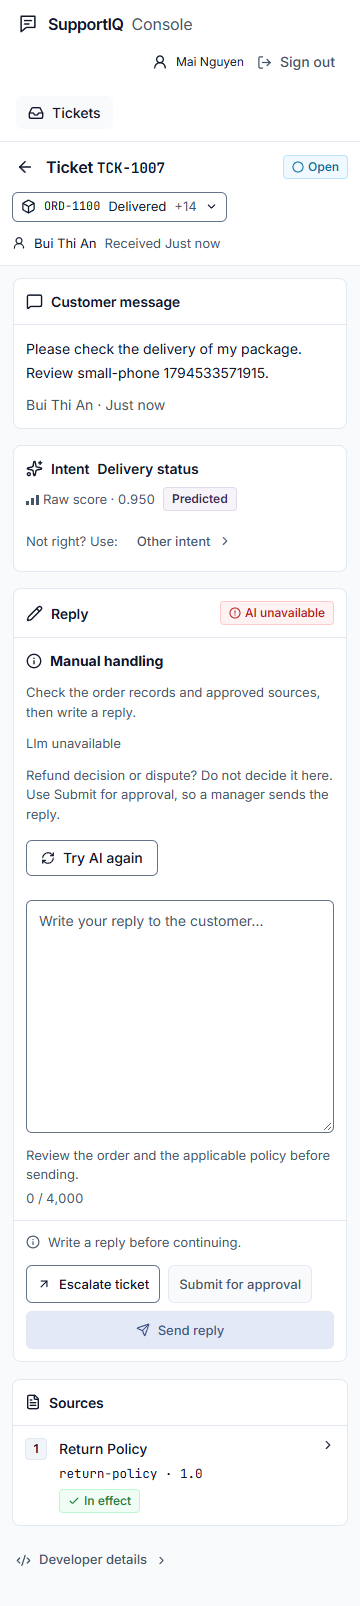 SupportIQ Console
Mai Nguyen
Sign out
Tickets
Ticket TCK-1007
Open
ORD-1100 Delivered +14
Bui Thi An Received Just now
Customer message
Please check the delivery of my package.
Review small-phone 1794533571915.
Bui Thi An · Just now
Intent Delivery status
Raw score · 0.950 Predicted
Not right? Use: Other intent
Reply
AI unavailable
Manual handling
Check the order records and approved sources,
then write a reply.
Llm unavailable
Refund decision or dispute? Do not decide it here.
Use Submit for approval, so a manager sends the
reply.
Try AI again
Write your reply to the customer...
Review the order and the applicable policy before
sending.
0 / 4,000
Write a reply before continuing.
Escalate ticket
Submit for approval
Send reply
Sources
1 Return Policy
return-policy · 1.0
In effect
Developer details